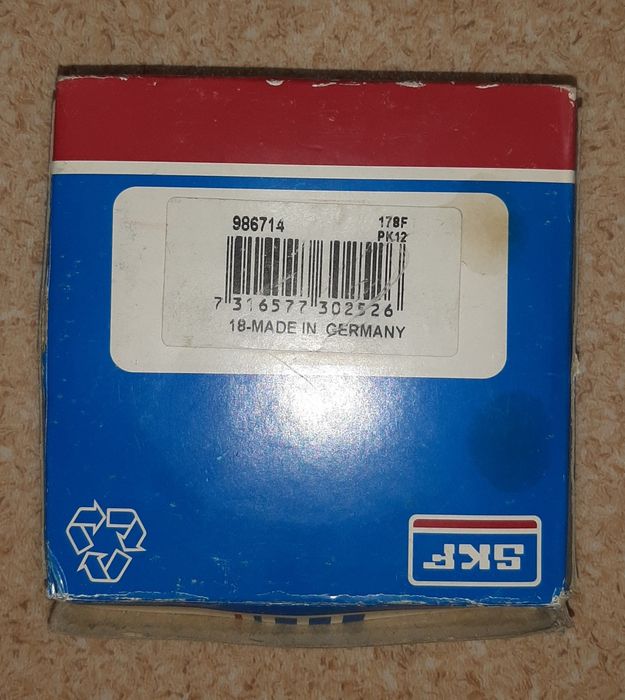 986714
178F
PK12
7 316577 302526
18-MADE IN GERMANY
SKF